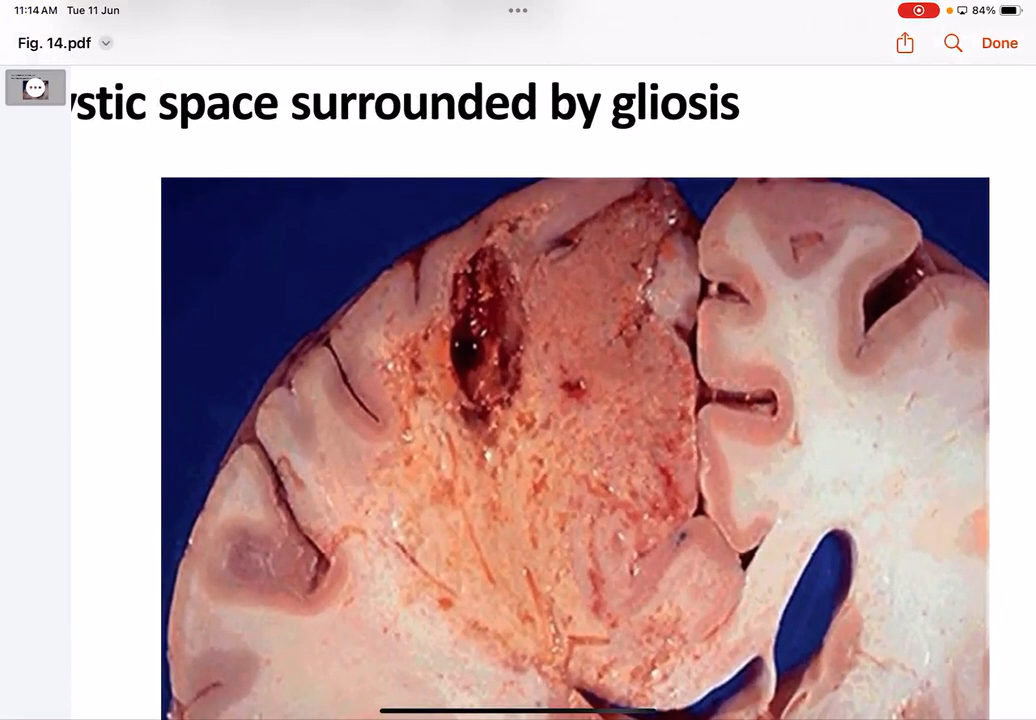 11:14 AM Tue 11 Jun
84%
Fig. 14.pdf
Done
ystic space surrounded by gliosis